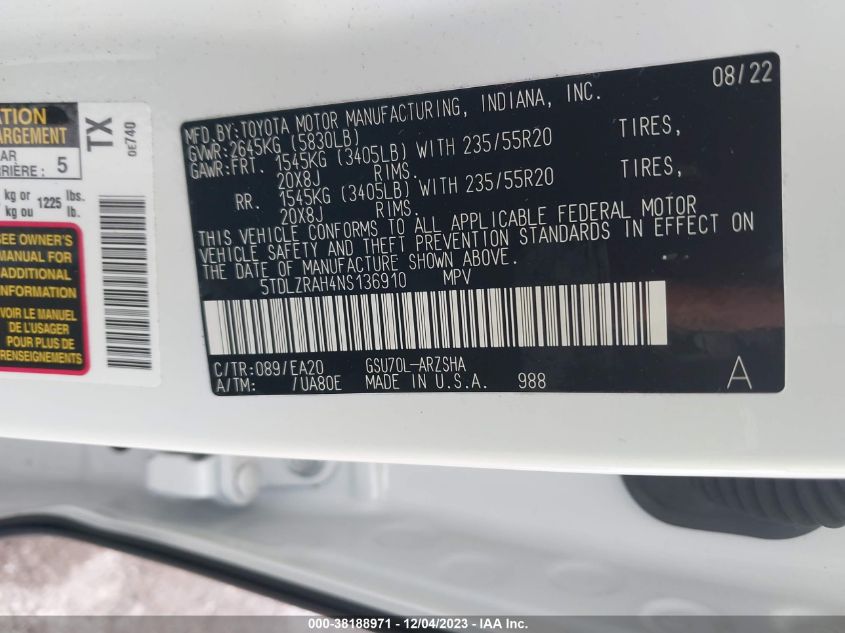 ATION
ARGEMENT
AR
RIÈRE : 5
kg or 1225 lbs.
kg ou lb.
SEE OWNER'S
MANUAL FOR
ADDITIONAL
INFORMATION
VOIR LE MANUEL
DE L'USAGER
POUR PLUS DE
RENSEIGNEMENTS
TX
0E740
08/22
MFD.BY:TOYOTA MOTOR MANUFACTURING, INDIANA, INC.
GVWR:2645KG (5830LB)
GAWR:FRT. 1545KG (3405LB) WITH 235/55R20 TIRES,
20X8J RIMS.
RR. 1545KG (3405LB) WITH 235/55R20 TIRES,
20X8J RIMS.
THIS VEHICLE CONFORMS TO ALL APPLICABLE FEDERAL MOTOR
VEHICLE SAFETY AND THEFT PREVENTION STANDARDS IN EFFECT ON
THE DATE OF MANUFACTURE SHOWN ABOVE.
5TDLZRAH4NS136910 MPV
C/TR:089/EA20 GSU70L-ARZSHA
A/TM: /UA80E MADE IN U.S.A. 988
A
000-38188971 - 12/04/2023 - IAA Inc.